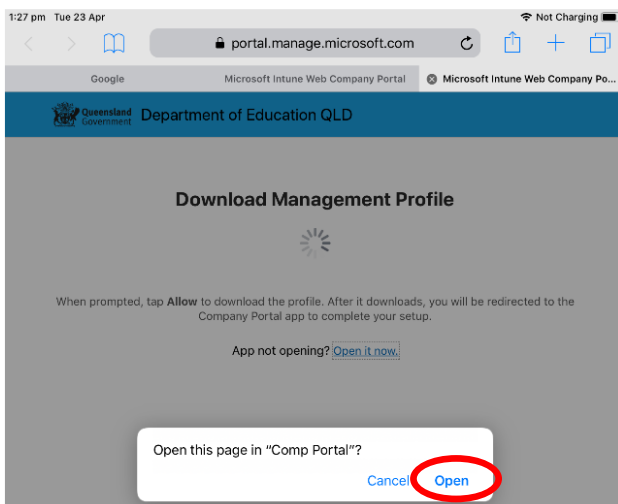 1:27 pm Tue 23 Apr Not Charging
portal.manage.microsoft.com
Google Microsoft Intune Web Company Portal Microsoft Intune Web Company Po...
Queensland
Government
Department of Education QLD
Download Management Profile
When prompted, tap Allow to download the profile. After it downloads, you will be redirected to the
Company Portal app to complete your setup.
App not opening? Open it now.
Open this page in “Comp Portal”?
Cancel Open